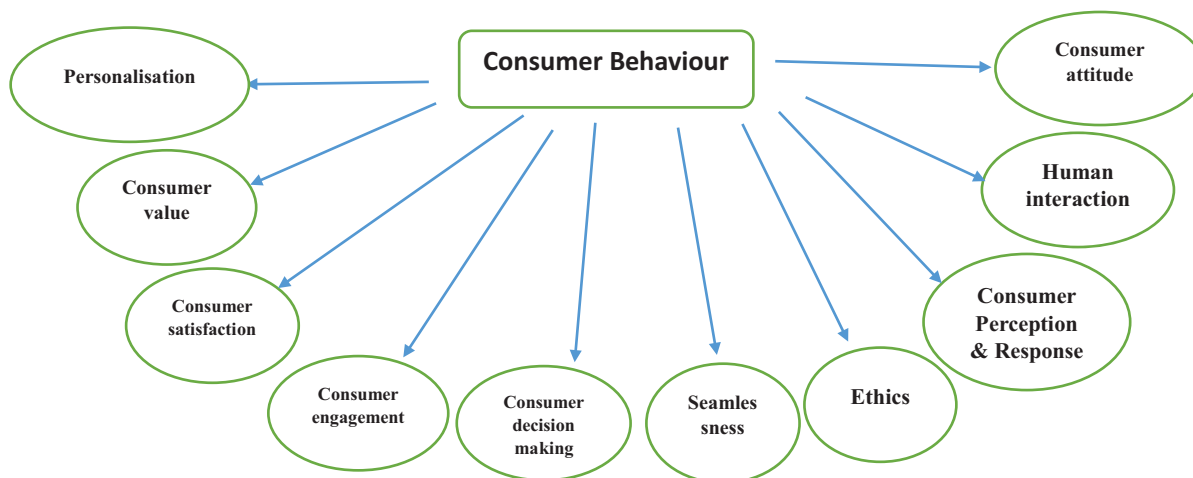 Consumer Behaviour
Personalisation
Consumer
value
Consumer
satisfaction
Consumer
engagement
Consumer
decision
making
Seamles
sness
Ethics
Consumer
Perception
& Response
Human
interaction
Consumer
attitude